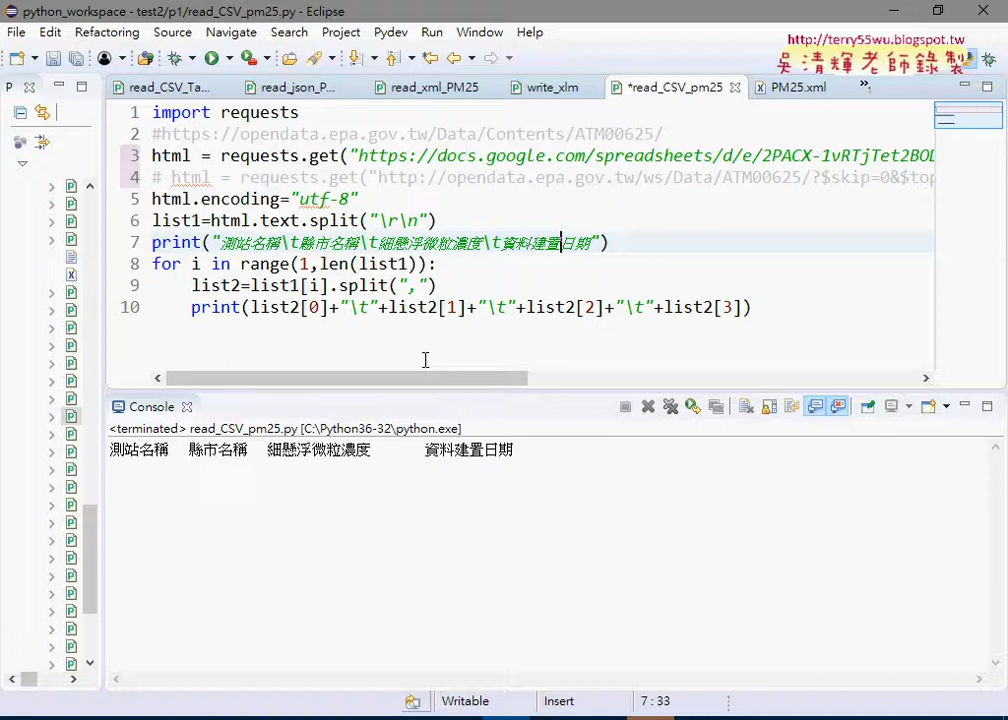 python_workspace - test2/p1/read_CSV_pm25.py - Eclipse
File Edit Refactoring Source Navigate Search Project Pydev Run Window Help
http://terry55wu.blogspot.tw
吳清輝老師錄製
P read_CSV_Ta... read_json_P... read_xml_PM25 write_xlm *read_CSV_pm25 PM25.xml
1 import requests
2 #https://opendata.epa.gov.tw/Data/Contents/ATM00625/
3 html = requests.get("https://docs.google.com/spreadsheets/d/e/2PACX-1vRTjTet2BOD
4 # html = requests.get("http://opendata.epa.gov.tw/ws/Data/ATM00625/?$skip=0&$top
5 html.encoding="utf-8"
6 list1=html.text.split("\r\n")
7 print("測站名稱\t縣市名稱\t細懸浮微粒濃度\t資料建置日期")
8 for i in range(1,len(list1)):
9 list2=list1[i].split(",")
10 print(list2[0]+"\t"+list2[1]+"\t"+list2[2]+"\t"+list2[3])
Console
<terminated> read_CSV_pm25.py [C:\Python36-32\python.exe]
測站名稱 縣市名稱 細懸浮微粒濃度 資料建置日期
Writable Insert 7 : 33